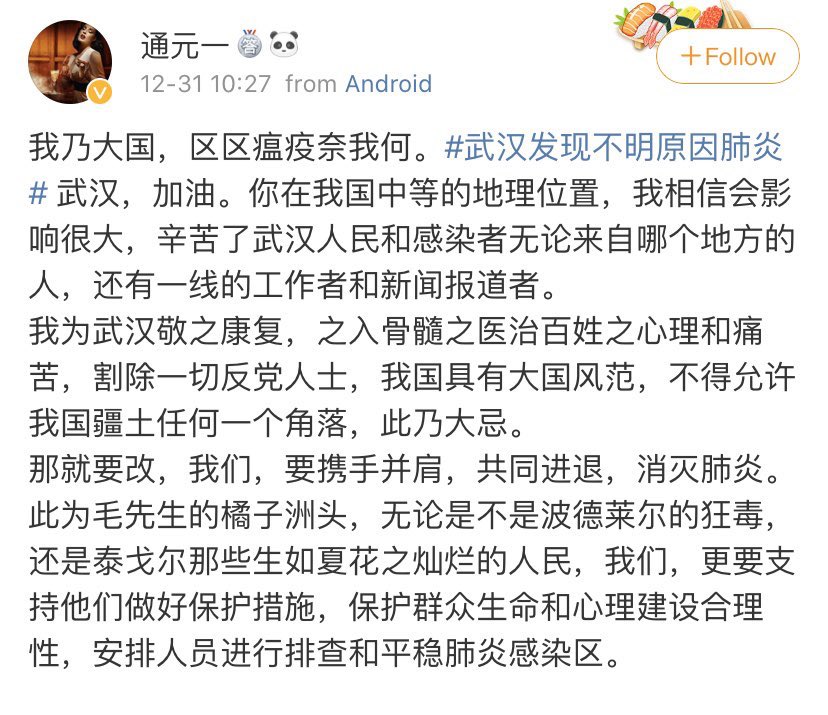 通元一
12-31 10:27 from Android
+Follow
我乃大国，区区瘟疫奈我何。#武汉发现不明原因肺炎
# 武汉，加油。你在我国中等的地理位置，我相信会影
响很大，辛苦了武汉人民和感染者无论来自哪个地方的
人，还有一线的工作者和新闻报道者。
我为武汉敬之康复，之入骨髓之医治百姓之心理和痛
苦，割除一切反党人士，我国具有大国风范，不得允许
我国疆土任何一个角落，此乃大忌。
那就要改，我们，要携手并肩，共同进退，消灭肺炎。
此为毛先生的橘子洲头，无论是不是波德莱尔的狂毒，
还是泰戈尔那些生如夏花之灿烂的人民，我们，更要支
持他们做好保护措施，保护群众生命和心理建设合理
性，安排人员进行排查和平稳肺炎感染区。